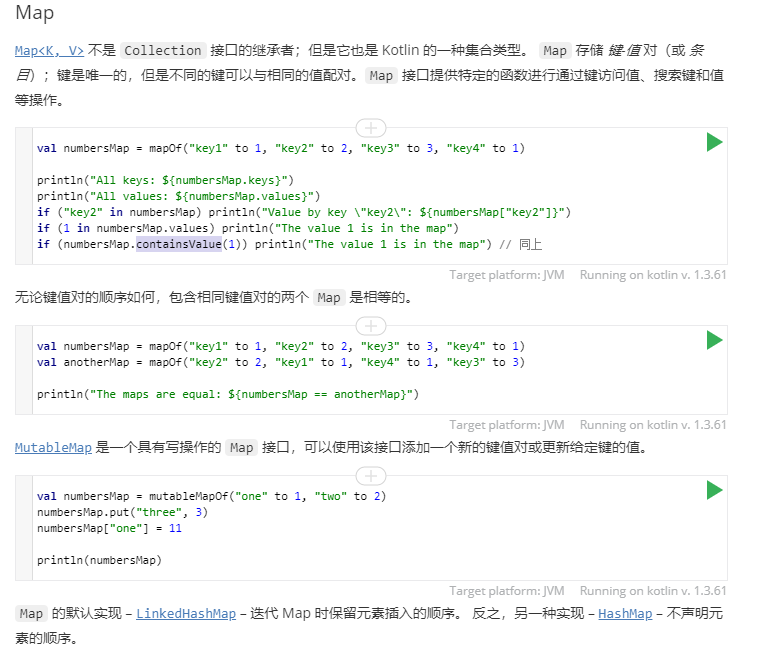 Map
Map<K, V> 不是 Collection 接口的继承者；但是它也是 Kotlin 的一种集合类型。 Map 存储 键-值 对（或 条
目）；键是唯一的，但是不同的键可以与相同的值配对。Map 接口提供特定的函数进行通过键访问值、搜索键和值
等操作。
val numbersMap = mapOf("key1" to 1, "key2" to 2, "key3" to 3, "key4" to 1)
println("All keys: ${numbersMap.keys}")
println("All values: ${numbersMap.values}")
if ("key2" in numbersMap) println("Value by key \"key2\": ${numbersMap["key2"]}")
if (1 in numbersMap.values) println("The value 1 is in the map")
if (numbersMap.containsValue(1)) println("The value 1 is in the map") // 同上
Target platform: JVM Running on kotlin v. 1.3.61
无论键值对的顺序如何，包含相同键值对的两个 Map 是相等的。
val numbersMap = mapOf("key1" to 1, "key2" to 2, "key3" to 3, "key4" to 1)
val anotherMap = mapOf("key2" to 2, "key1" to 1, "key4" to 1, "key3" to 3)
println("The maps are equal: ${numbersMap == anotherMap}")
Target platform: JVM Running on kotlin v. 1.3.61
MutableMap 是一个具有写操作的 Map 接口，可以使用该接口添加一个新的键值对或更新给定键的值。
val numbersMap = mutableMapOf("one" to 1, "two" to 2)
numbersMap.put("three", 3)
numbersMap["one"] = 11
println(numbersMap)
Target platform: JVM Running on kotlin v. 1.3.61
Map 的默认实现 – LinkedHashMap – 迭代 Map 时保留元素插入的顺序。 反之，另一种实现 – HashMap – 不声明元
素的顺序。